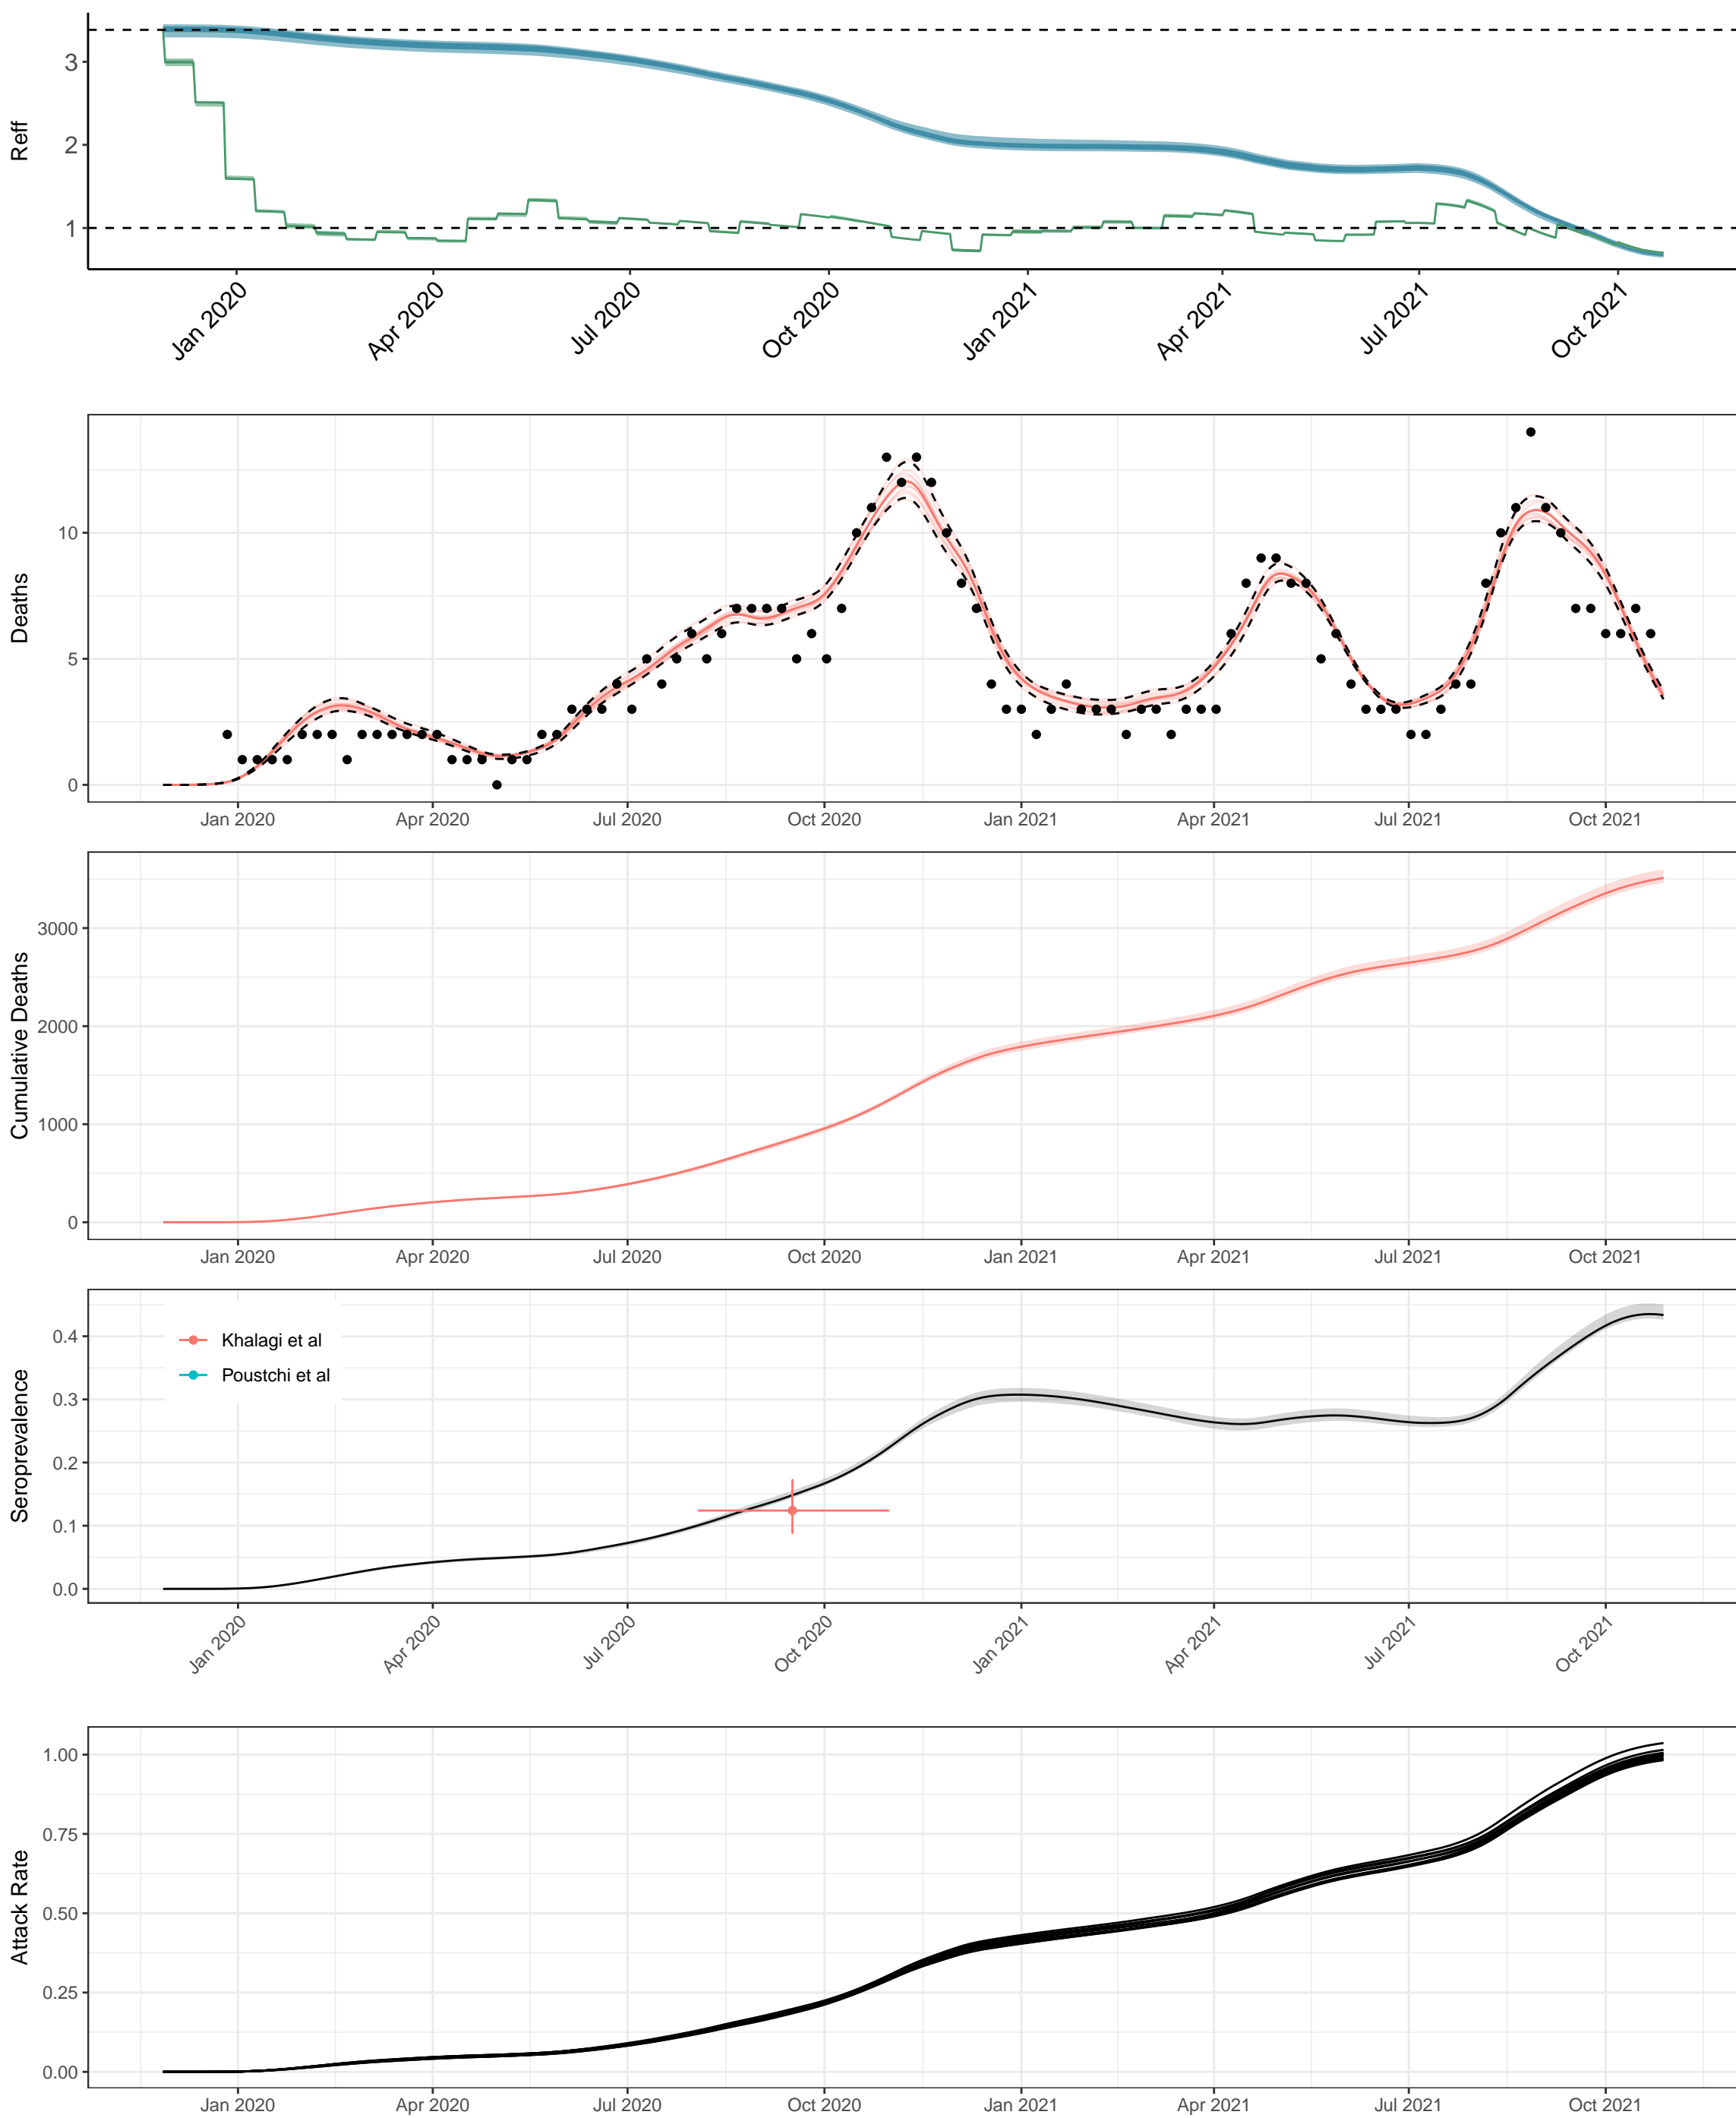 Reff
3
2
1
Jan 2020 Apr 2020 Jul 2020 Oct 2020 Jan 2021 Apr 2021 Jul 2021 Oct 2021
Deaths
10
5
0
Jan 2020 Apr 2020 Jul 2020 Oct 2020 Jan 2021 Apr 2021 Jul 2021 Oct 2021
Cumulative Deaths
3000
2000
1000
0
Jan 2020 Apr 2020 Jul 2020 Oct 2020 Jan 2021 Apr 2021 Jul 2021 Oct 2021
Seroprevalence
0.4
0.3
0.2
0.1
0.0
Khalagi et al
Poustchi et al
Jan 2020 Apr 2020 Jul 2020 Oct 2020 Jan 2021 Apr 2021 Jul 2021 Oct 2021
Attack Rate
1.00
0.75
0.50
0.25
0.00
Jan 2020 Apr 2020 Jul 2020 Oct 2020 Jan 2021 Apr 2021 Jul 2021 Oct 2021